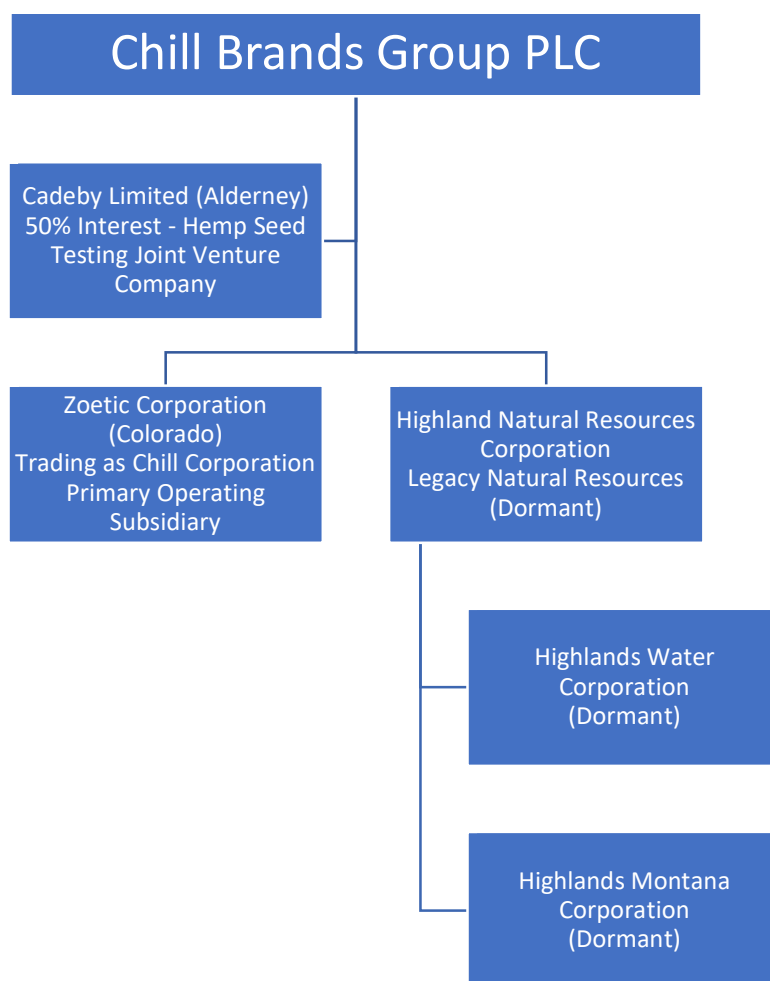 Chill Brands Group PLC
Cadeby Limited (Alderney)
50% Interest - Hemp Seed
Testing Joint Venture
Company
Zoetic Corporation
(Colorado)
Trading as Chill Corporation
Primary Operating
Subsidiary
Highland Natural Resources
Corporation
Legacy Natural Resources
(Dormant)
Highlands Water
Corporation
(Dormant)
Highlands Montana
Corporation
(Dormant)